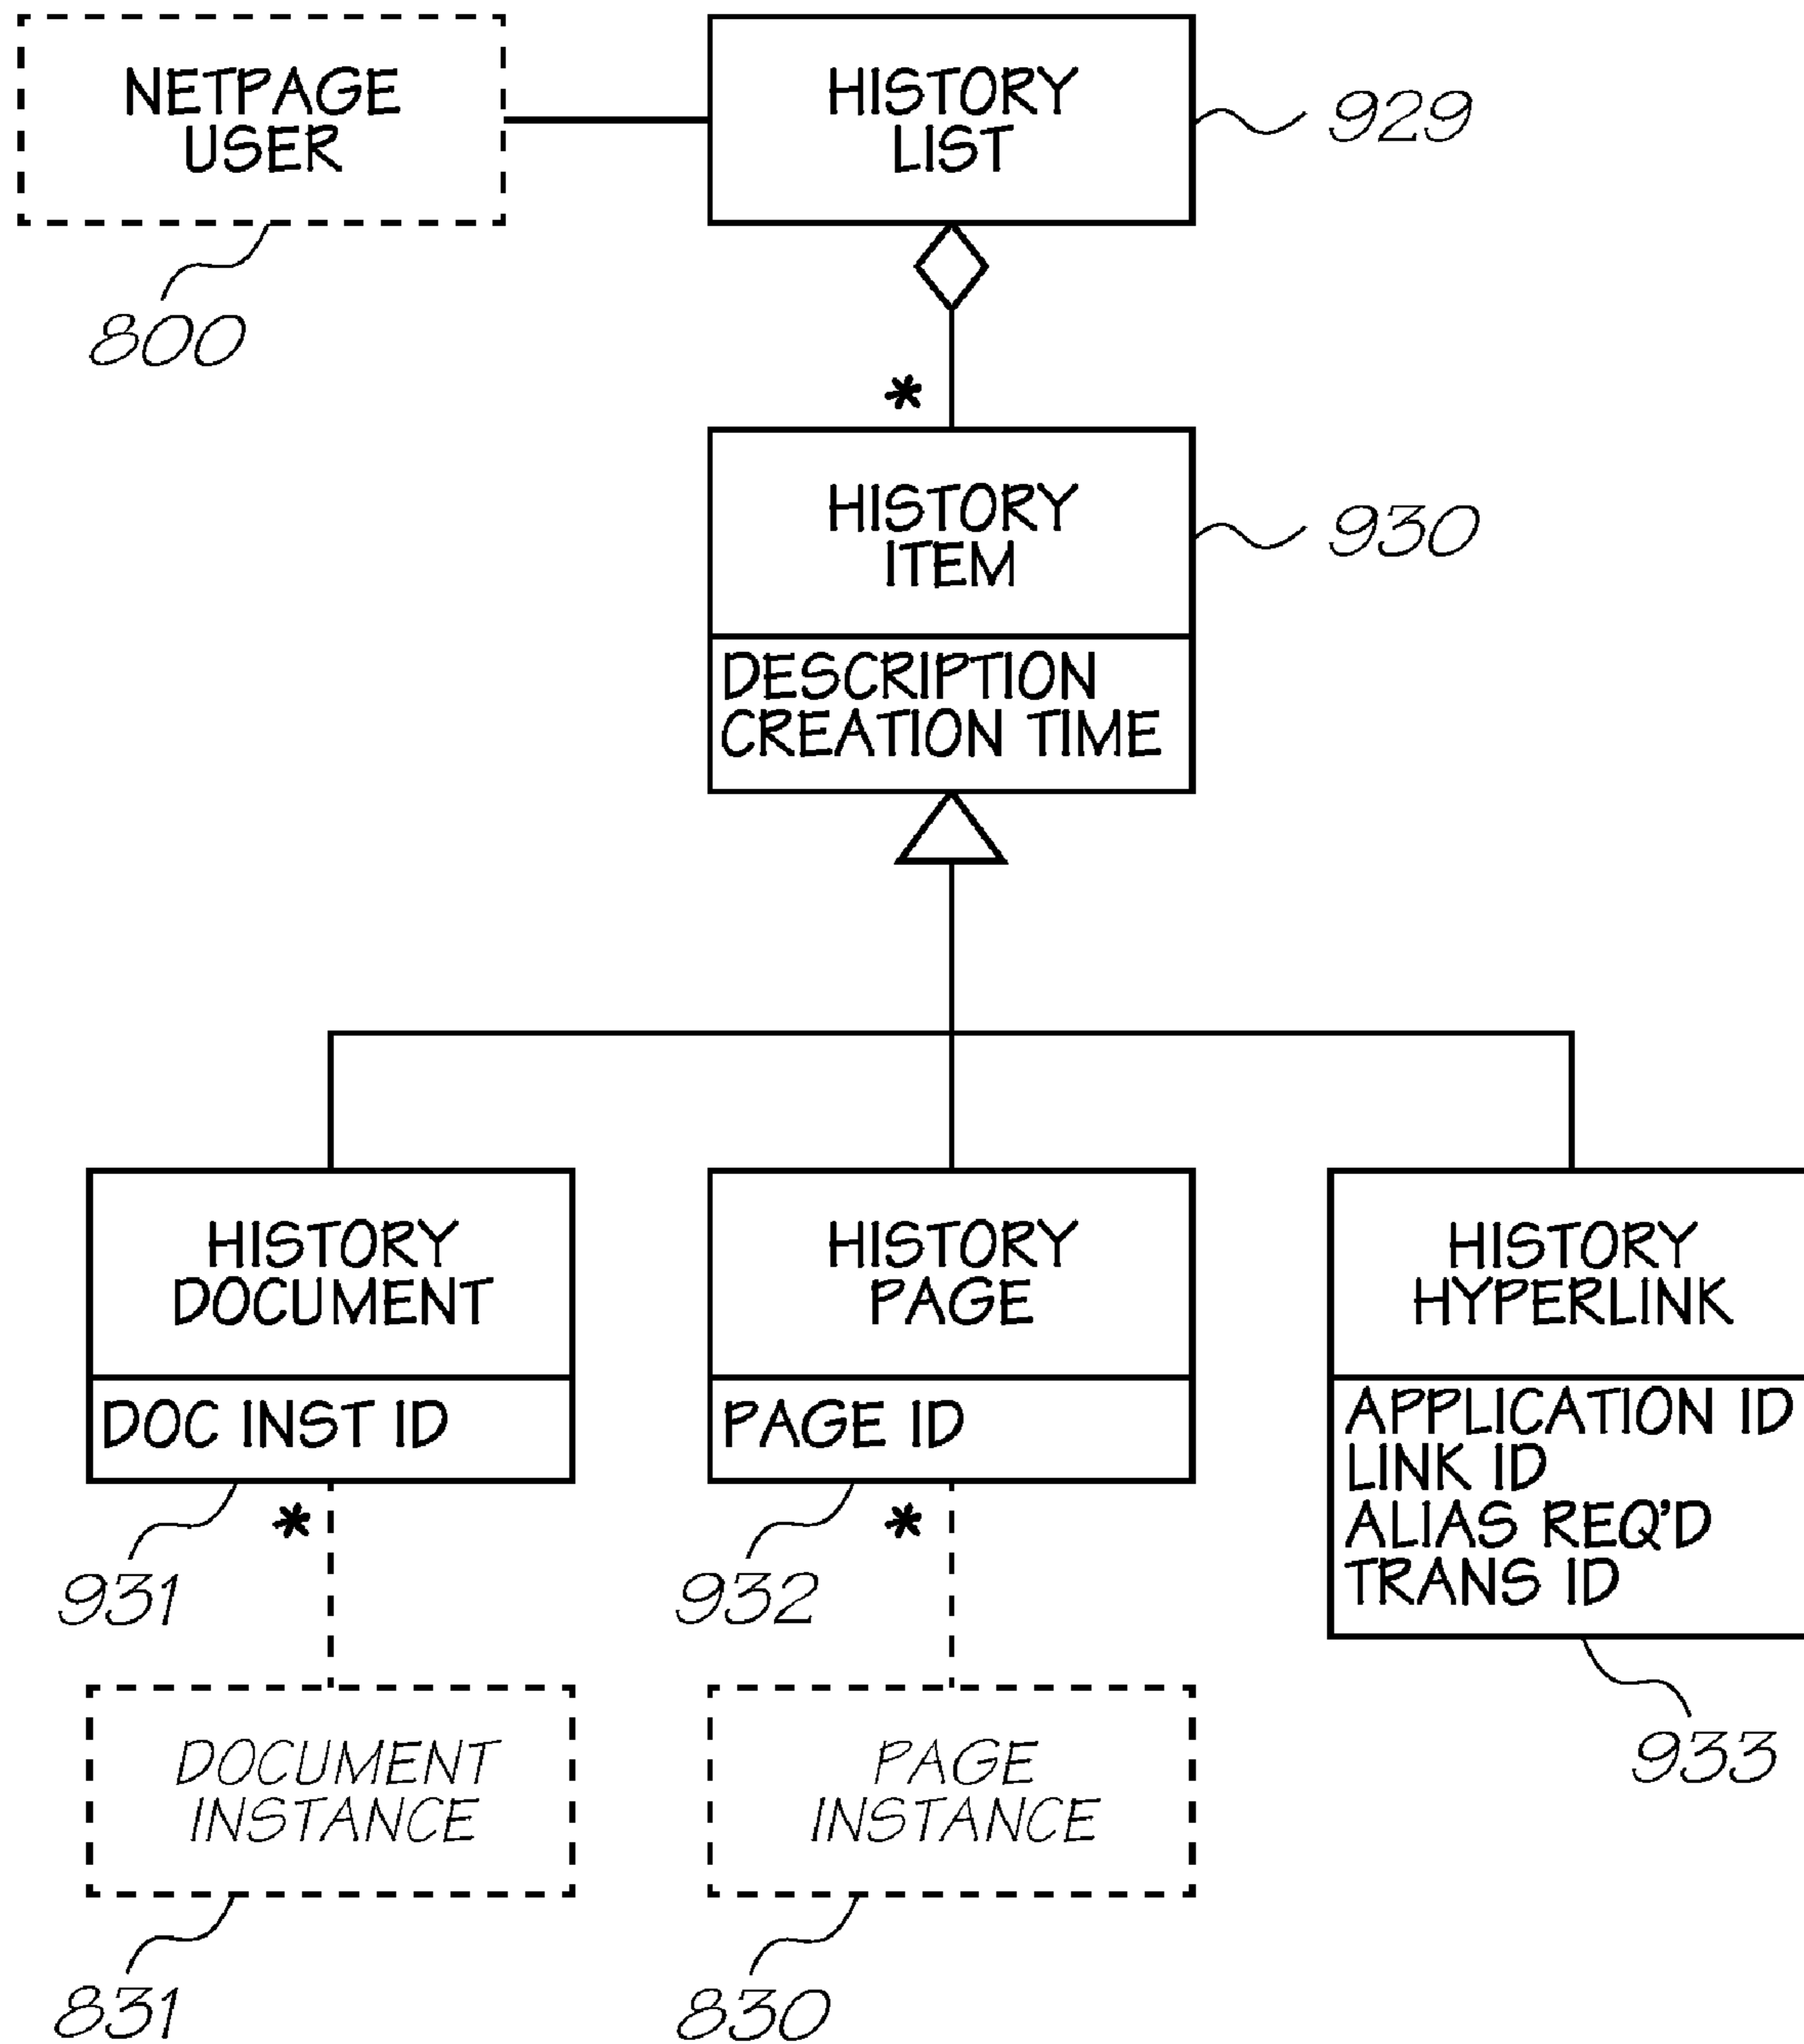 NETPAGE
USER
HISTORY
LIST
929
800
*
HISTORY
ITEM
930
DESCRIPTION
CREATION TIME
HISTORY
DOCUMENT
DOC INST ID
HISTORY
PAGE
PAGE ID
HISTORY
HYPERLINK
APPLICATION ID
LINK ID
ALIAS REQ'D
TRANS ID
*
931
*
932
933
DOCUMENT
INSTANCE
PAGE
INSTANCE
831
830